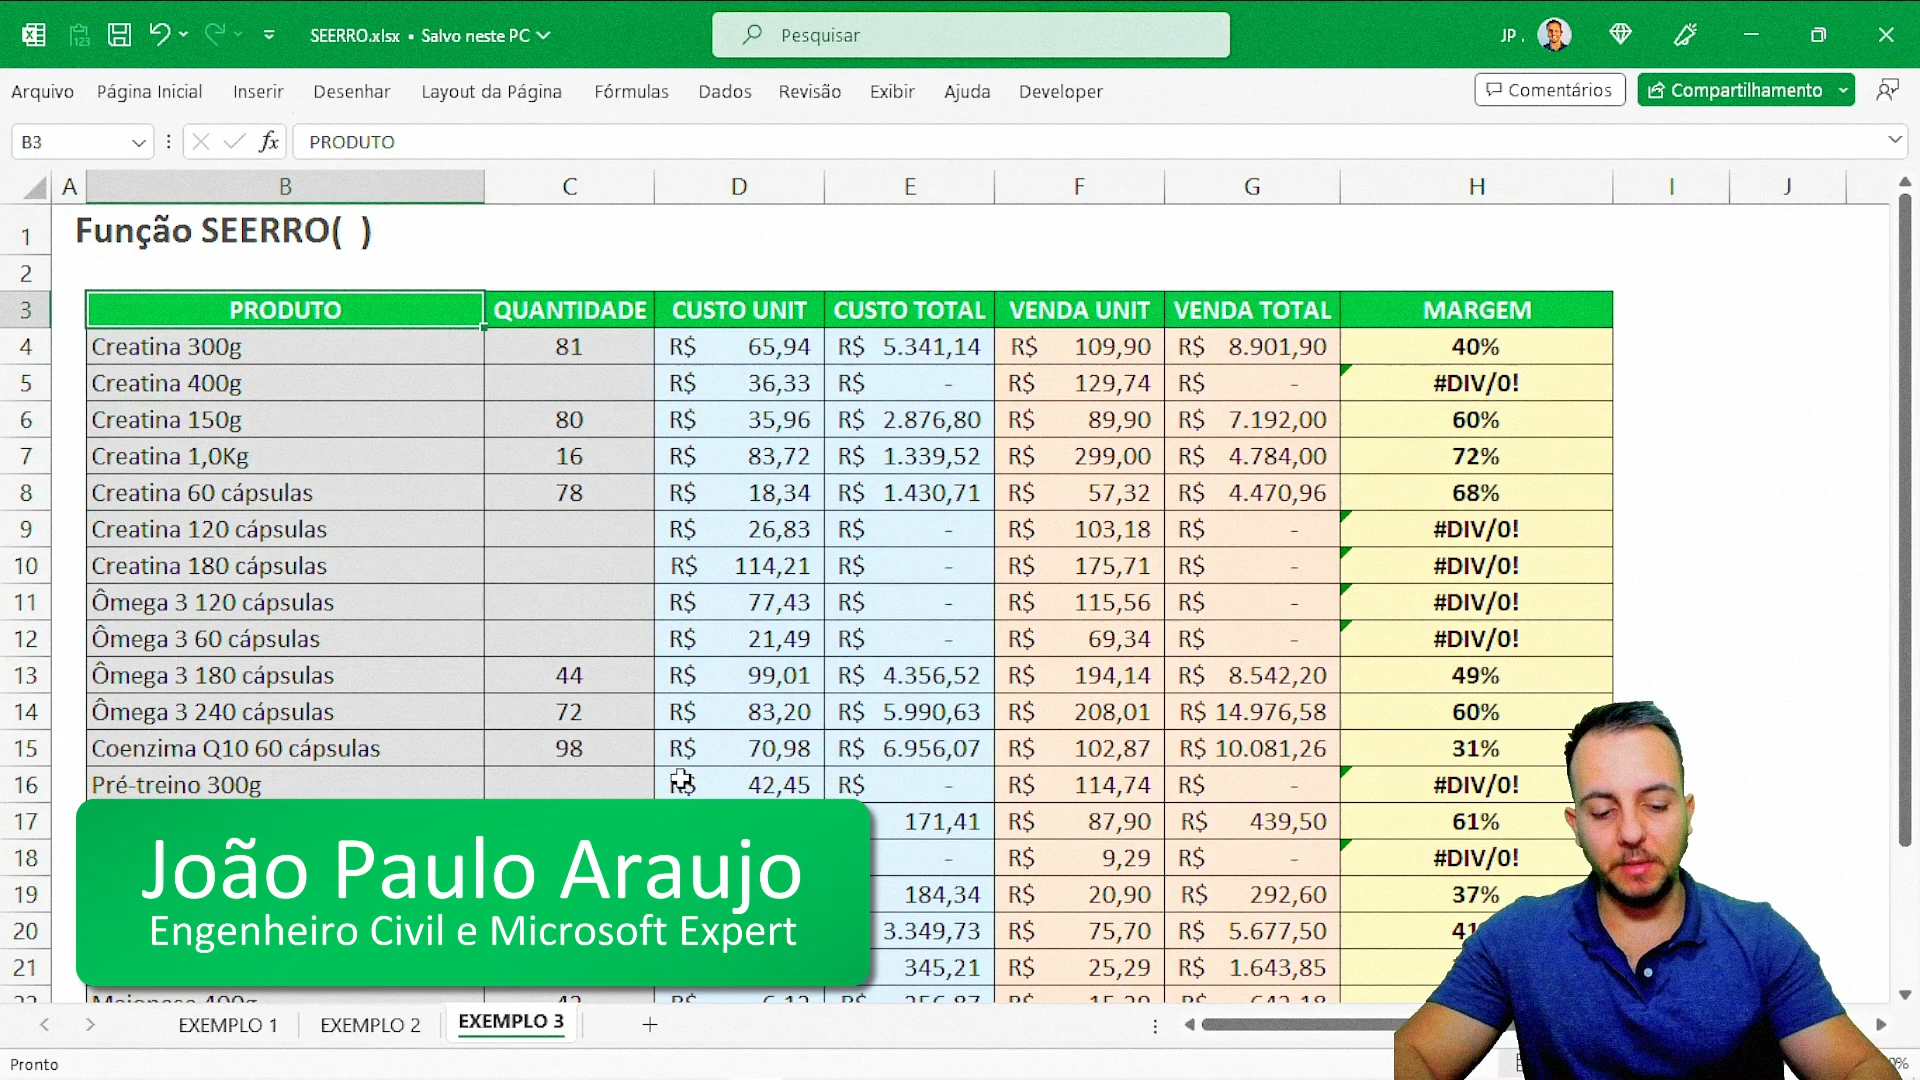 SEERRO.xlsx • Salvo neste PC
Pesquisar
JP .
Arquivo Página Inicial Inserir Desenhar Layout da Página Fórmulas Dados Revisão Exibir Ajuda Developer
Comentários
Compartilhamento
B3
fx
PRODUTO
A B C D E F G H I J
1 Função SEERRO( )
2
3 PRODUTO QUANTIDADE CUSTO UNIT CUSTO TOTAL VENDA UNIT VENDA TOTAL MARGEM
4 Creatina 300g 81 R$ 65,94 R$ 5.341,14 R$ 109,90 R$ 8.901,90 40%
5 Creatina 400g R$ 36,33 R$ - R$ 129,74 R$ - #DIV/0!
6 Creatina 150g 80 R$ 35,96 R$ 2.876,80 R$ 89,90 R$ 7.192,00 60%
7 Creatina 1,0Kg 16 R$ 83,72 R$ 1.339,52 R$ 299,00 R$ 4.784,00 72%
8 Creatina 60 cápsulas 78 R$ 18,34 R$ 1.430,71 R$ 57,32 R$ 4.470,96 68%
9 Creatina 120 cápsulas R$ 26,83 R$ - R$ 103,18 R$ - #DIV/0!
10 Creatina 180 cápsulas R$ 114,21 R$ - R$ 175,71 R$ - #DIV/0!
11 Ômega 3 120 cápsulas R$ 77,43 R$ - R$ 115,56 R$ - #DIV/0!
12 Ômega 3 60 cápsulas R$ 21,49 R$ - R$ 69,34 R$ - #DIV/0!
13 Ômega 3 180 cápsulas 44 R$ 99,01 R$ 4.356,52 R$ 194,14 R$ 8.542,20 49%
14 Ômega 3 240 cápsulas 72 R$ 83,20 R$ 5.990,63 R$ 208,01 R$ 14.976,58 60%
15 Coenzima Q10 60 cápsulas 98 R$ 70,98 R$ 6.956,07 R$ 102,87 R$ 10.081,26 31%
16 Pré-treino 300g R$ 42,45 R$ - R$ 114,74 R$ - #DIV/0!
17 171,41 R$ 87,90 R$ 439,50 61%
18 - R$ 9,29 R$ - #DIV/0!
19 184,34 R$ 20,90 R$ 292,60 37%
20 3.349,73 R$ 75,70 R$ 5.677,50
21 345,21 R$ 25,29 R$ 1.643,85
João Paulo Araujo
Engenheiro Civil e Microsoft Expert
EXEMPLO 1 EXEMPLO 2 EXEMPLO 3
Pronto